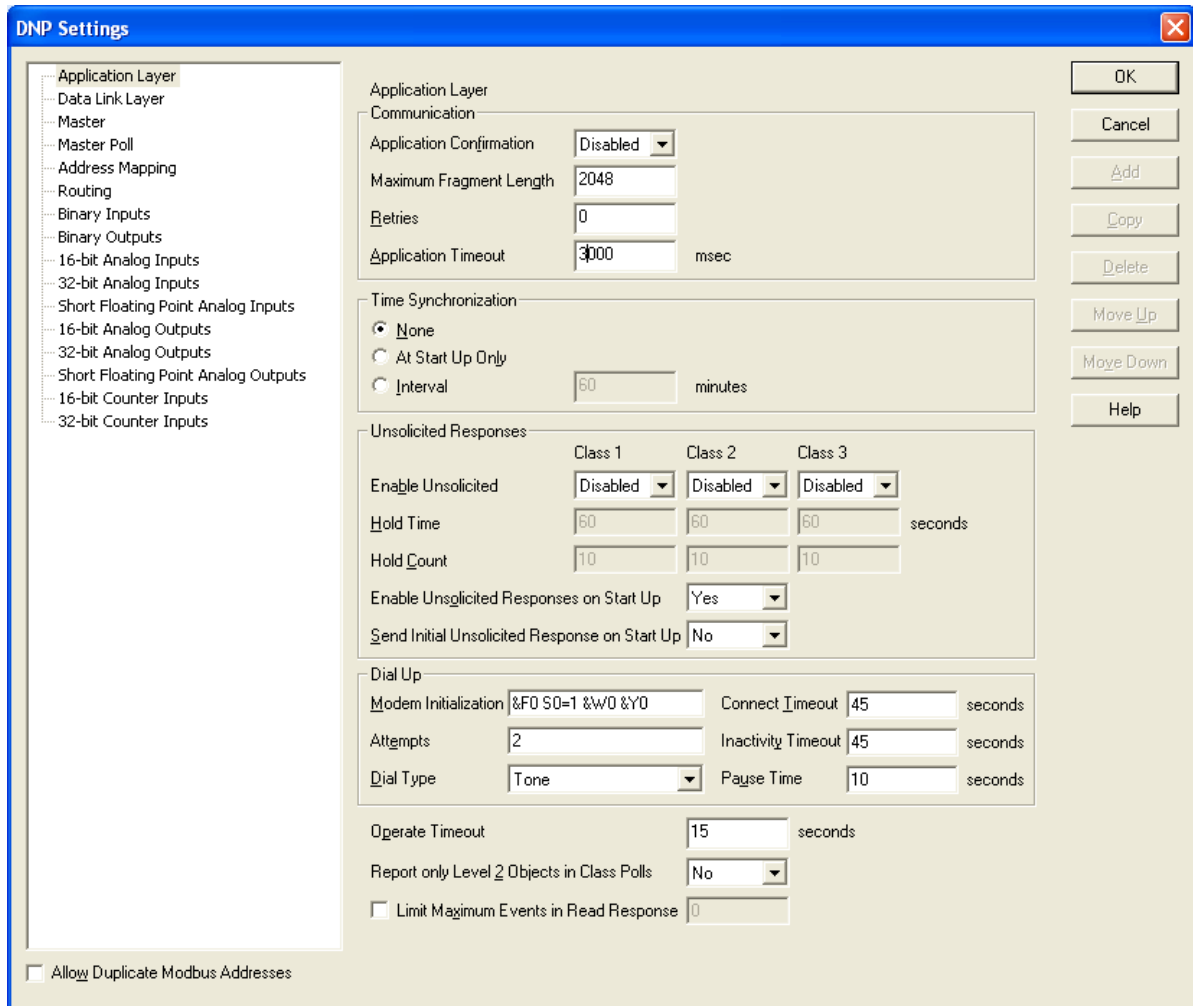 DNP Settings
Application Layer
Data Link Layer
Master
Master Poll
Address Mapping
Routing
Binary Inputs
Binary Outputs
16-bit Analog Inputs
32-bit Analog Inputs
Short Floating Point Analog Inputs
16-bit Analog Outputs
32-bit Analog Outputs
Short Floating Point Analog Outputs
16-bit Counter Inputs
32-bit Counter Inputs
Allow Duplicate Modbus Addresses
Application Layer
Communication
Application Confirmation Disabled
Maximum Fragment Length 2048
Retries 0
Application Timeout 3000 msec
Time Synchronization
None
At Start Up Only
Interval 60 minutes
Unsolicited Responses
Class 1 Class 2 Class 3
Enable Unsolicited Disabled Disabled Disabled
Hold Time 60 60 60 seconds
Hold Count 10 10 10
Enable Unsolicited Responses on Start Up Yes
Send Initial Unsolicited Response on Start Up No
Dial Up
Modem Initialization &F0 S0=1 &W0 &Y0 Connect Timeout 45 seconds
Attempts 2 Inactivity Timeout 45 seconds
Dial Type Tone Pause Time 10 seconds
Operate Timeout 15 seconds
Report only Level 2 Objects in Class Polls No
Limit Maximum Events in Read Response 0
OK
Cancel
Add
Copy
Delete
Move Up
Move Down
Help